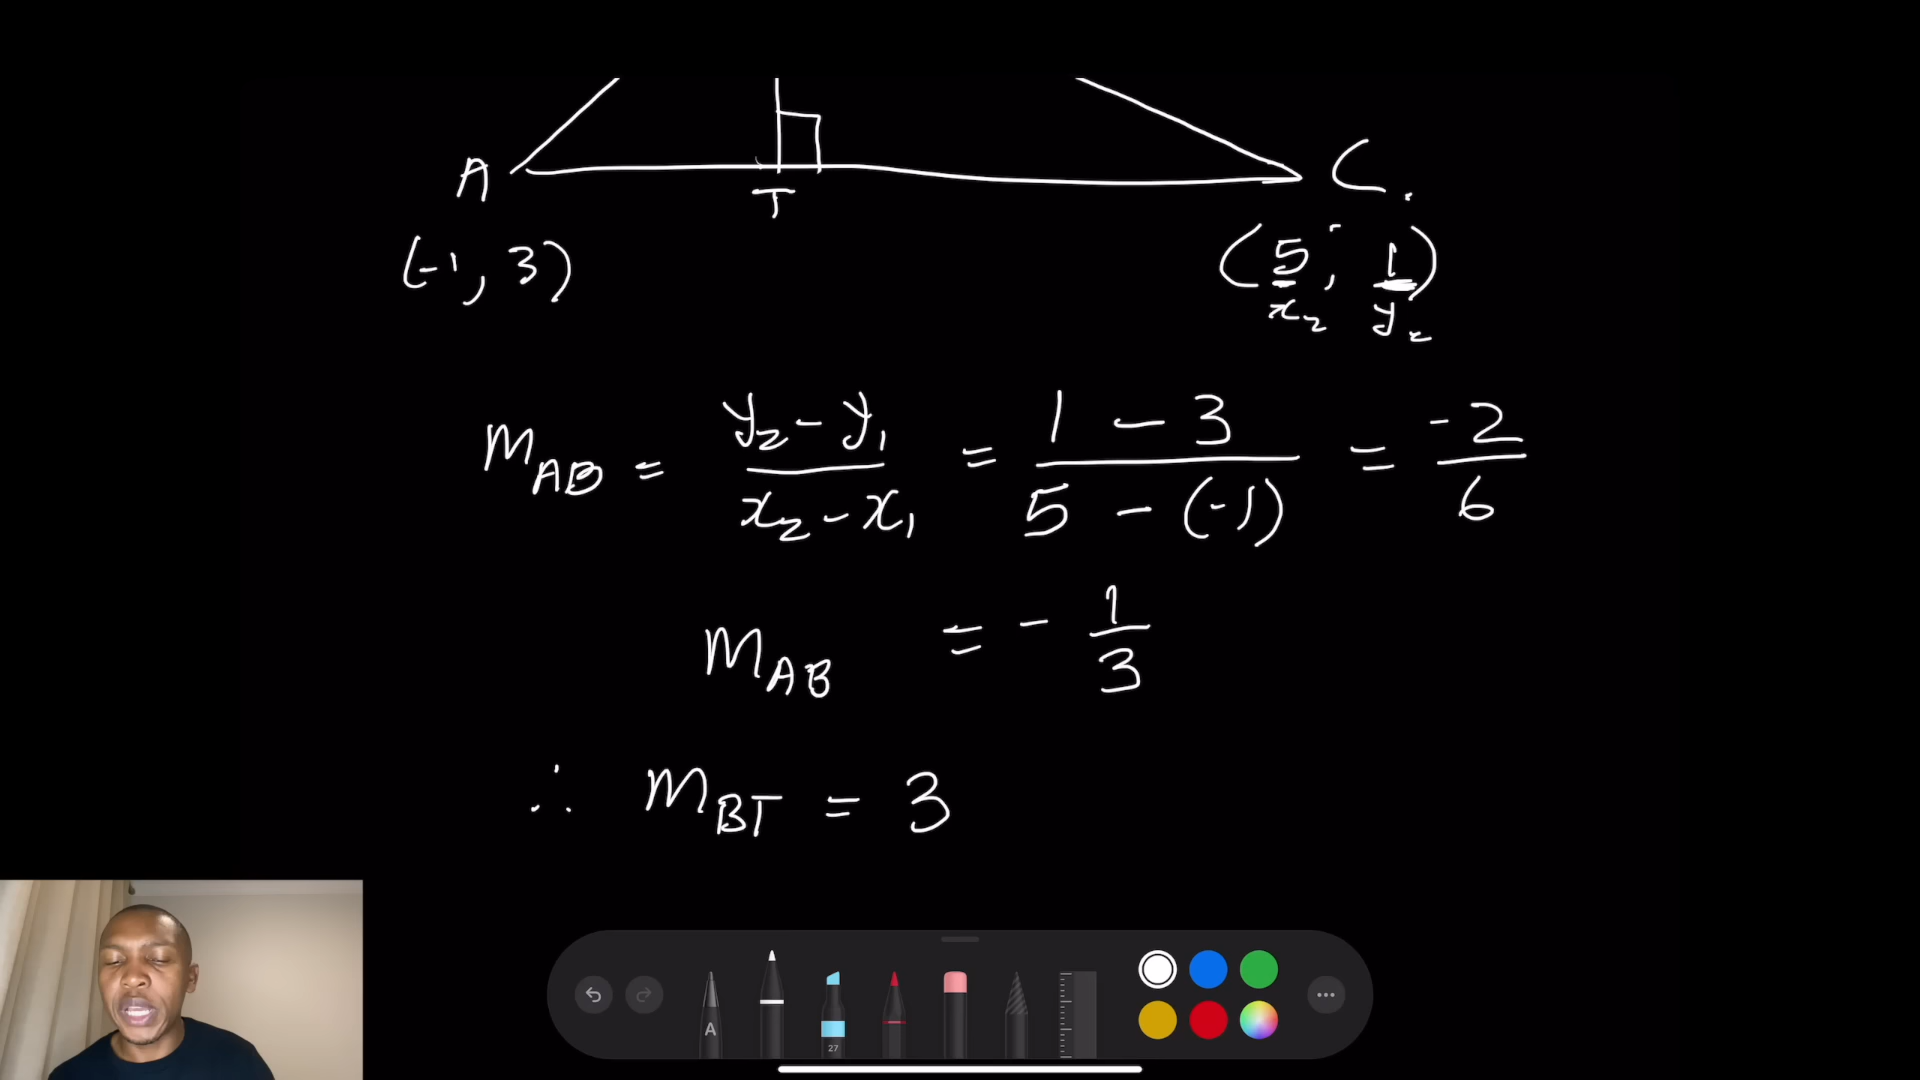 A
T
C.
(-1, 3)
(5; 1)
x₂ y₂
m_AB = (y₂ - y₁)/(x₂ - x₁) = (1 - 3)/(5 - (-1)) = -2/6
m_AB = - 1/3
∴ m_BT = 3
A
27